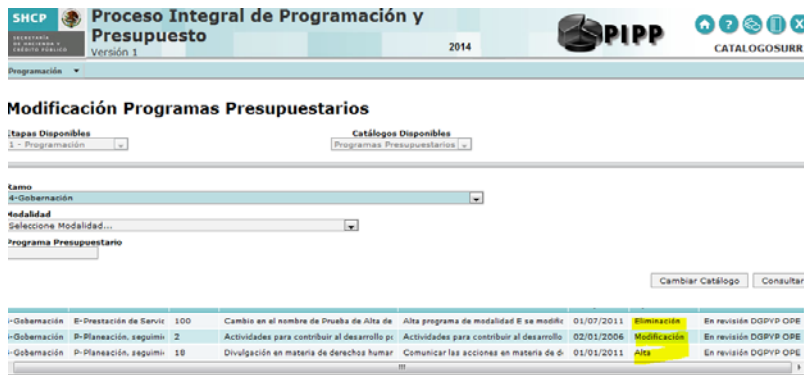 SHCP
SECRETARÍA
DE HACIENDA Y
CRÉDITO PÚBLICO
Proceso Integral de Programación y
Presupuesto
Versión 1
2014
PIPP
CATALOGOSURR
Programación
Modificación Programas Presupuestarios
Etapas Disponibles
Catálogos Disponibles
1 - Programación
Programas Presupuestarios
Ramo
4-Gobernación
Modalidad
Seleccione Modalidad...
Programa Presupuestario
Cambiar Catálogo Consultar
-Gobernación E-Prestación de Servic 100 Cambio en el nombre de Prueba de Alta de Alta programa de modalidad E se modific 01/07/2011 Eliminación En revisión DGPYP OPE
-Gobernación P-Planeación, seguimi 2 Actividades para contribuir al desarrollo po Actividades para contribuir al desarrollo 02/01/2006 Modificación En revisión DGPYP OPE
-Gobernación P-Planeación, seguimi 18 Divulgación en materia de derechos humar Comunicar las acciones en materia de d 01/01/2011 Alta En revisión DGPYP OPE